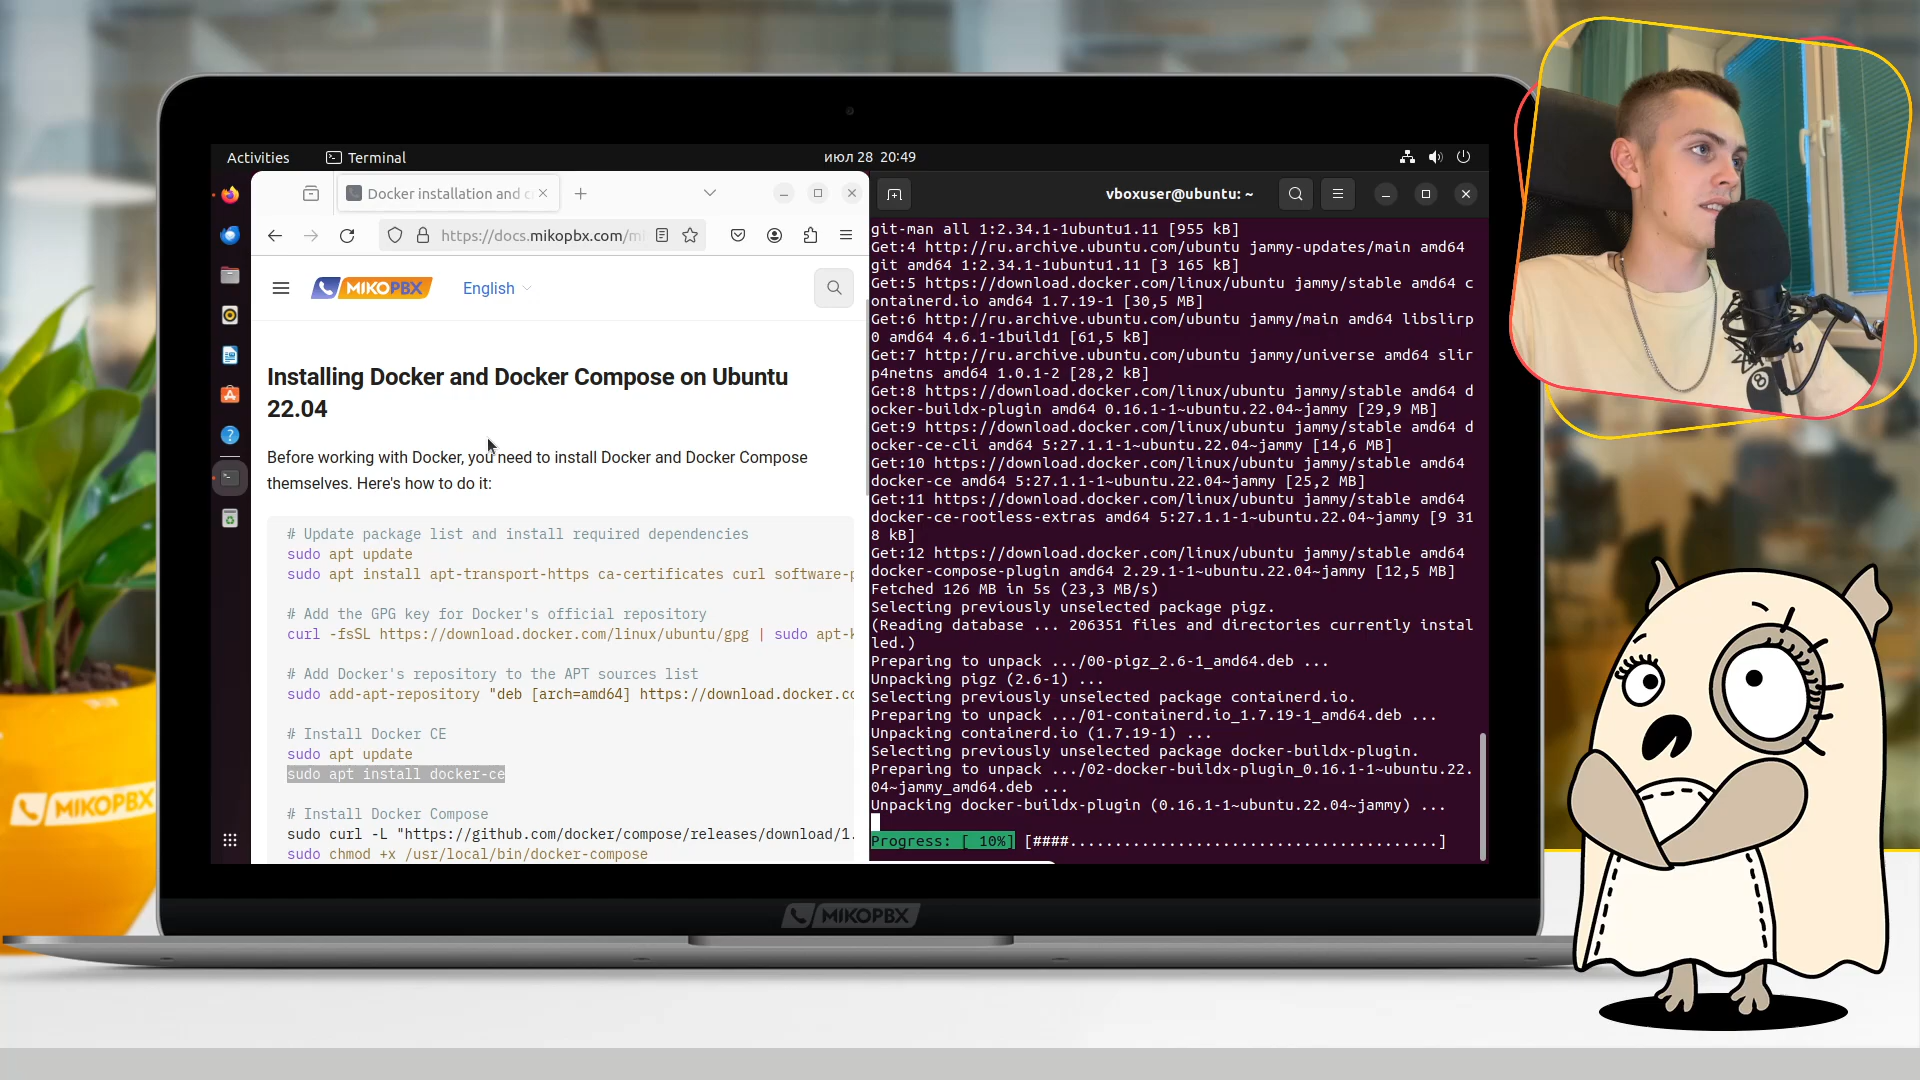 Activities
Terminal
июл 28 20:49
Docker installation and c
vboxuser@ubuntu: ~
https://docs.mikopbx.com/m
MIKOPBX
English
Installing Docker and Docker Compose on Ubuntu
22.04
Before working with Docker, you need to install Docker and Docker Compose
themselves. Here's how to do it:
# Update package list and install required dependencies
sudo apt update
sudo apt install apt-transport-https ca-certificates curl software-p
# Add the GPG key for Docker's official repository
curl -fsSL https://download.docker.com/linux/ubuntu/gpg | sudo apt-k
# Add Docker's repository to the APT sources list
sudo add-apt-repository "deb [arch=amd64] https://download.docker.co
# Install Docker CE
sudo apt update
sudo apt install docker-ce
# Install Docker Compose
sudo curl -L "https://github.com/docker/compose/releases/download/1.
sudo chmod +x /usr/local/bin/docker-compose
git-man all 1:2.34.1-1ubuntu1.11 [955 kB]
Get:4 http://ru.archive.ubuntu.com/ubuntu jammy-updates/main amd64
git amd64 1:2.34.1-1ubuntu1.11 [3 165 kB]
Get:5 https://download.docker.com/linux/ubuntu jammy/stable amd64 c
ontainerd.io amd64 1.7.19-1 [30,5 MB]
Get:6 http://ru.archive.ubuntu.com/ubuntu jammy/main amd64 libslirp
0 amd64 4.6.1-1build1 [61,5 kB]
Get:7 http://ru.archive.ubuntu.com/ubuntu jammy/universe amd64 slir
p4netns amd64 1.0.1-2 [28,2 kB]
Get:8 https://download.docker.com/linux/ubuntu jammy/stable amd64 d
ocker-buildx-plugin amd64 0.16.1-1~ubuntu.22.04~jammy [29,9 MB]
Get:9 https://download.docker.com/linux/ubuntu jammy/stable amd64 d
ocker-ce-cli amd64 5:27.1.1-1~ubuntu.22.04~jammy [14,6 MB]
Get:10 https://download.docker.com/linux/ubuntu jammy/stable amd64
docker-ce amd64 5:27.1.1-1~ubuntu.22.04~jammy [25,2 MB]
Get:11 https://download.docker.com/linux/ubuntu jammy/stable amd64
docker-ce-rootless-extras amd64 5:27.1.1-1~ubuntu.22.04~jammy [9 31
8 kB]
Get:12 https://download.docker.com/linux/ubuntu jammy/stable amd64
docker-compose-plugin amd64 2.29.1-1~ubuntu.22.04~jammy [12,5 MB]
Fetched 126 MB in 5s (23,3 MB/s)
Selecting previously unselected package pigz.
(Reading database ... 206351 files and directories currently instal
led.)
Preparing to unpack .../00-pigz_2.6-1_amd64.deb ...
Unpacking pigz (2.6-1) ...
Selecting previously unselected package containerd.io.
Preparing to unpack .../01-containerd.io_1.7.19-1_amd64.deb ...
Unpacking containerd.io (1.7.19-1) ...
Selecting previously unselected package docker-buildx-plugin.
Preparing to unpack .../02-docker-buildx-plugin_0.16.1-1~ubuntu.22.
04~jammy_amd64.deb ...
Unpacking docker-buildx-plugin (0.16.1-1~ubuntu.22.04~jammy) ...
Progress: [ 10%] [####.........................................]
MIKOPBX
MIKOPBX
8